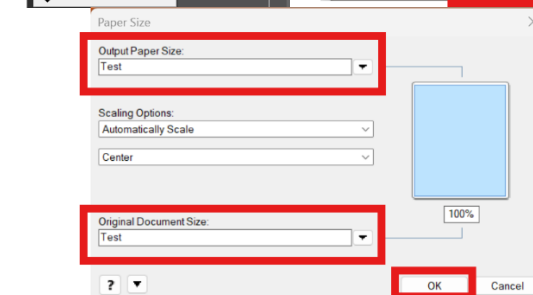 Paper Size
Output Paper Size:
Test
Scaling Options:
Automatically Scale
Center
100%
Original Document Size:
Test
?
OK Cancel